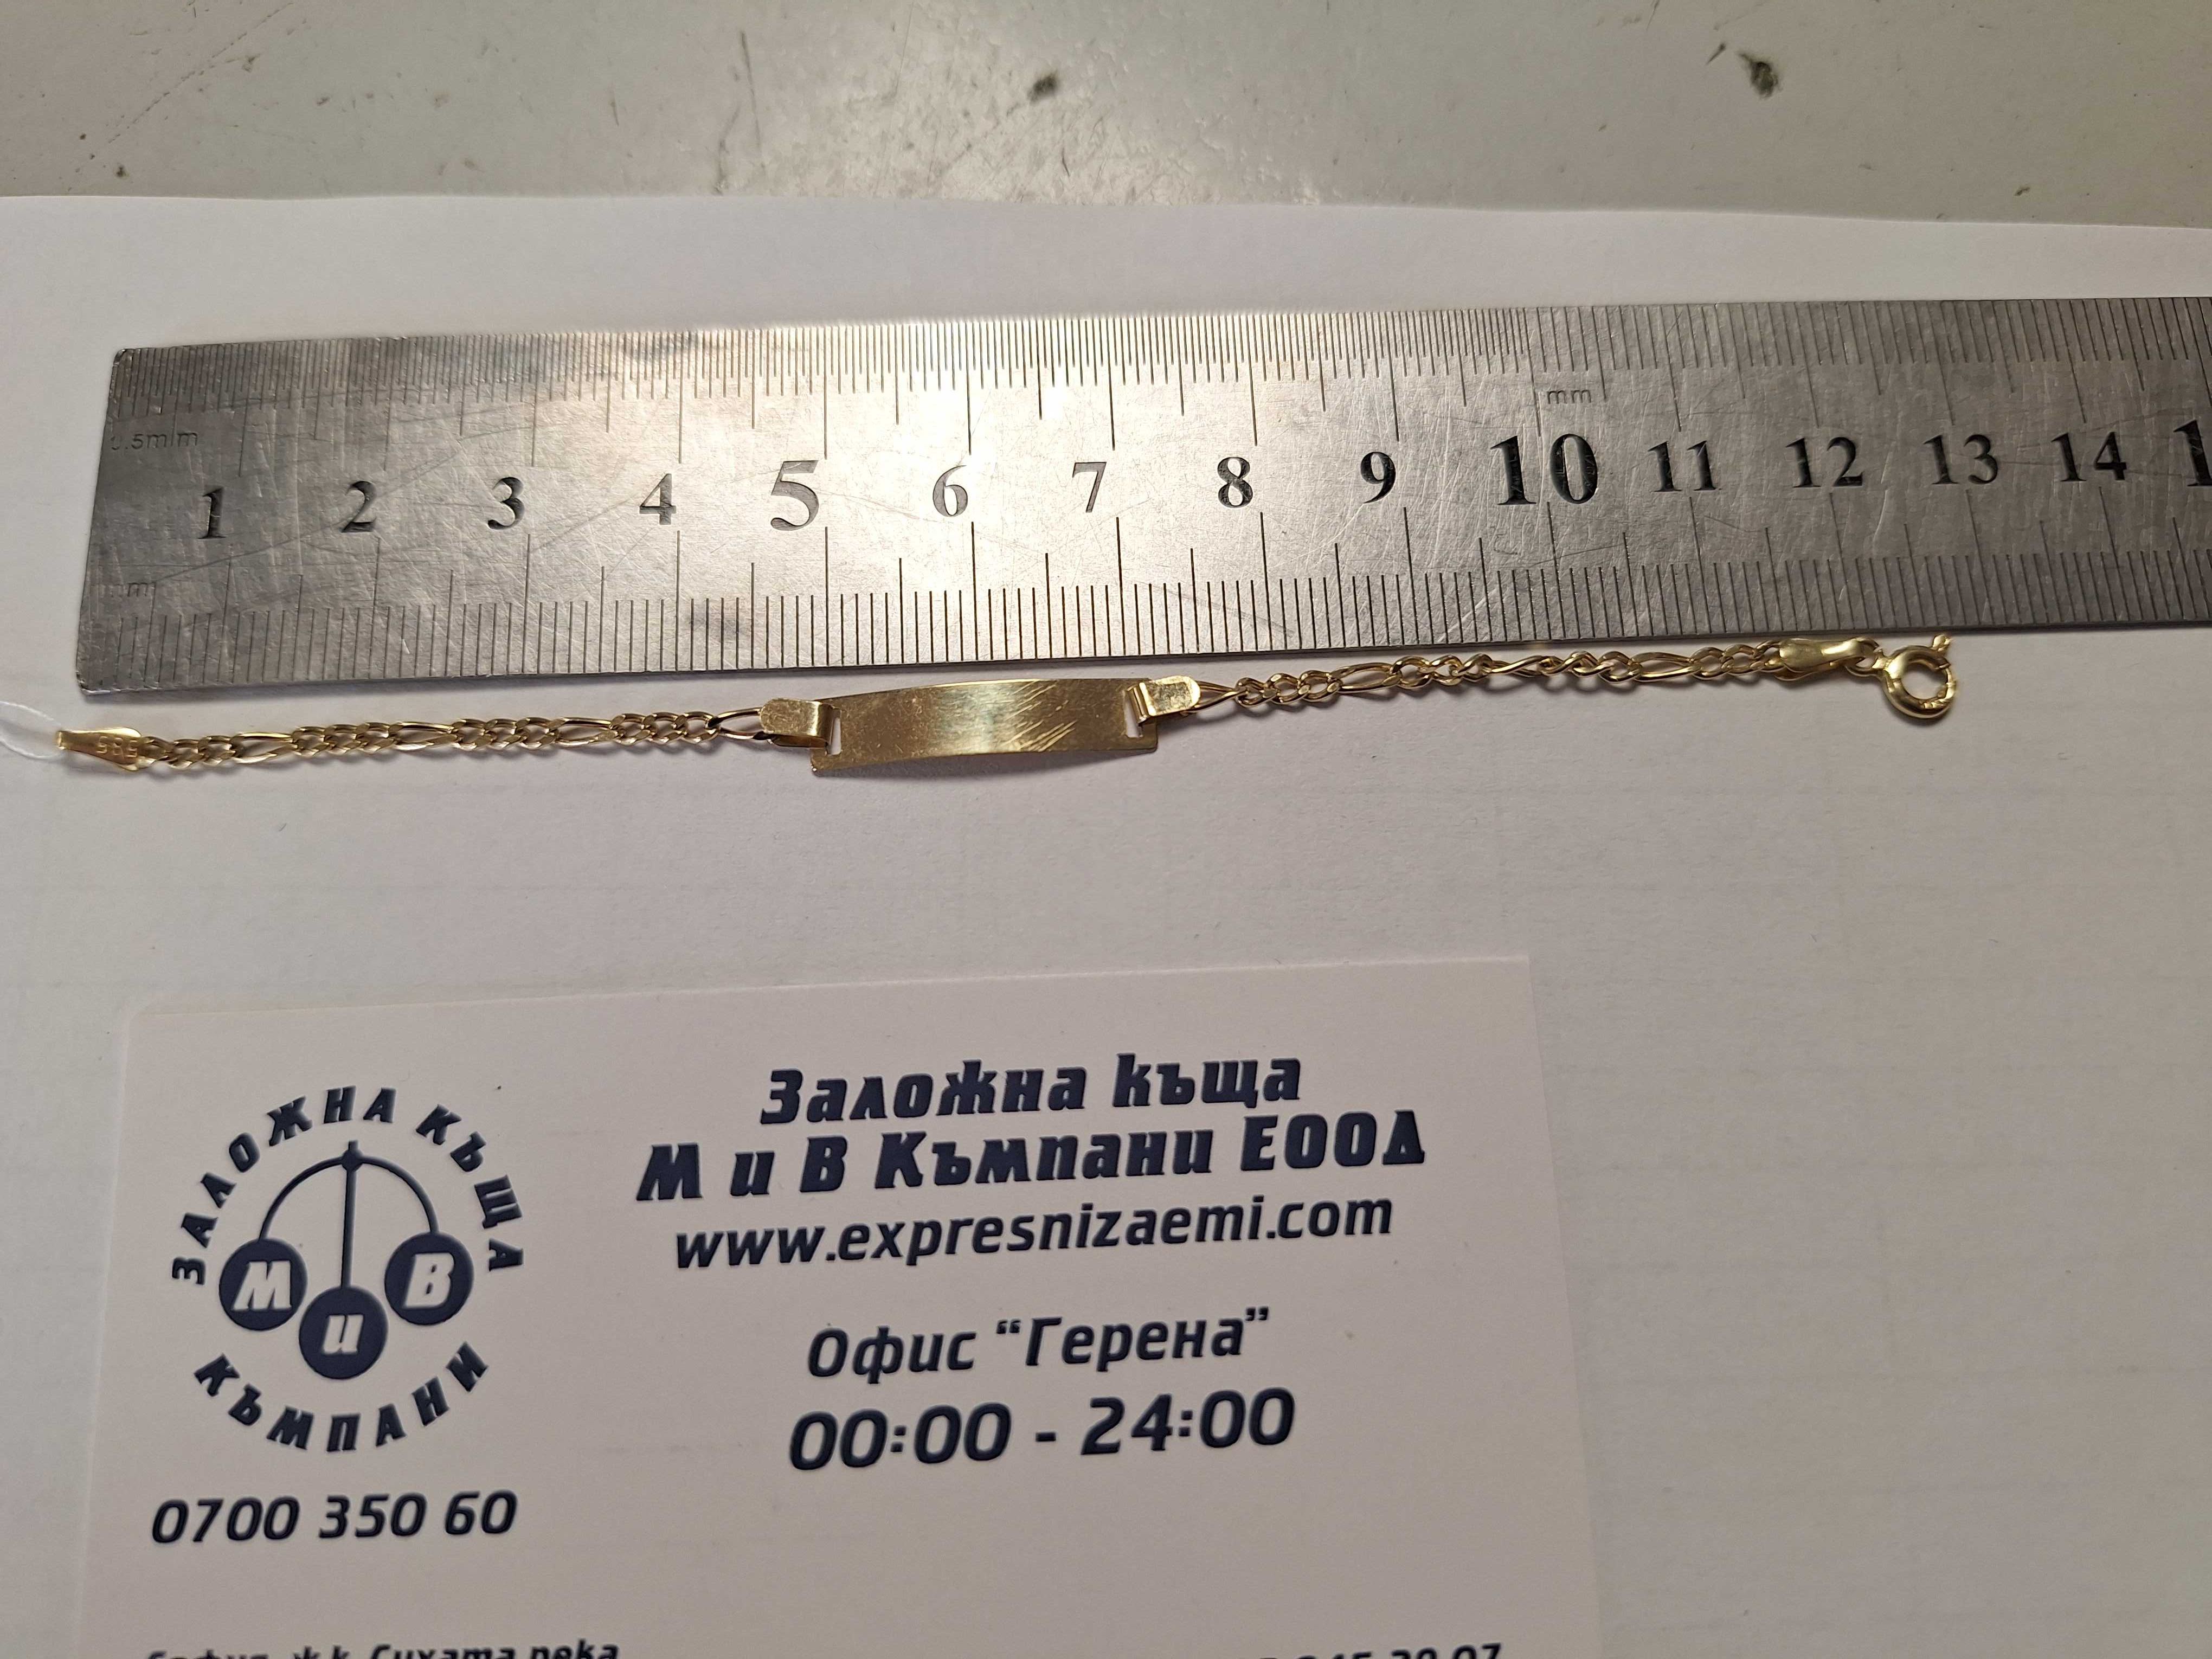 0.5mm
mm
1 2 3 4 5 6 7 8 9 10 11 12 13 14 1
585
ЗАЛОЖНА КЪЩА
М и В
КЪМПАНИ
0700 350 60
Заложна къща
М и В Къмпани ЕООД
www.expresnizaemi.com
Офис “Герена”
00:00 - 24:00